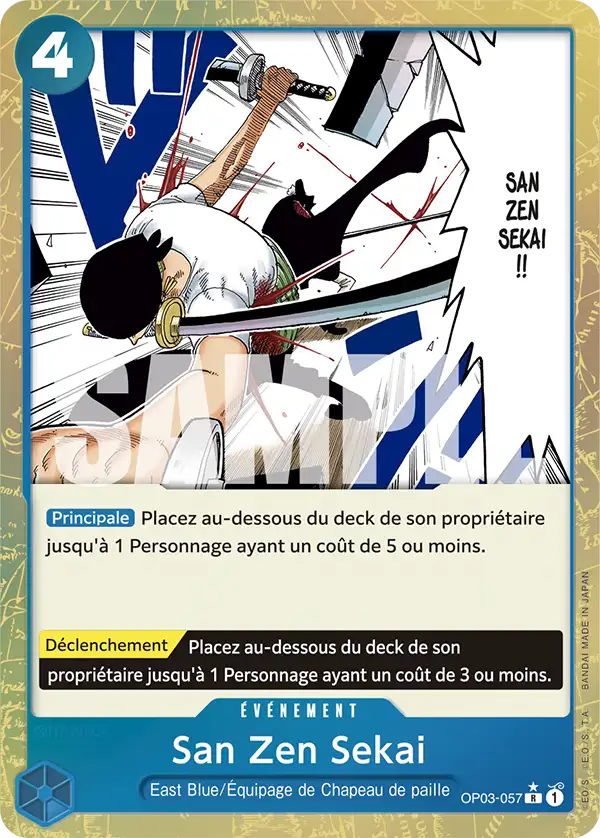 4
SAN
ZEN
SEKAI
!!
SAMPL
Principale Placez au-dessous du deck de son propriétaire
jusqu'à 1 Personnage ayant un coût de 5 ou moins.
Déclenchement Placez au-dessous du deck de son
propriétaire jusqu'à 1 Personnage ayant un coût de 3 ou moins.
ÉVÉNEMENT
San Zen Sekai
East Blue/Équipage de Chapeau de paille
OP03-057 R 1
©E.O./S. ©E.O./S., T.A. BANDAI MADE IN JAPAN